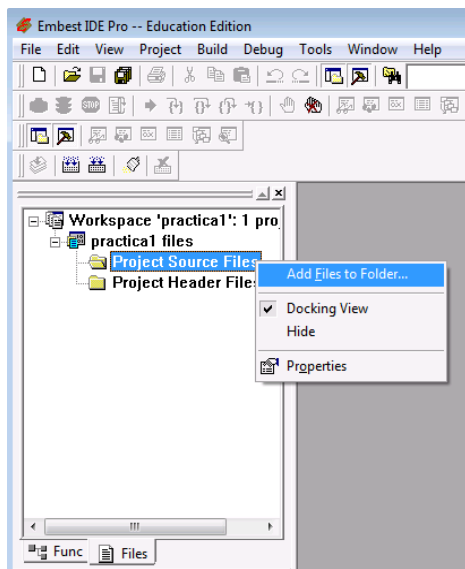 Embest IDE Pro -- Education Edition
File Edit View Project Build Debug Tools Window Help
Workspace 'practica1': 1 pro
practica1 files
Project Source Files
Add Files to Folder...
Project Header File
Docking View
Hide
Properties
Func Files